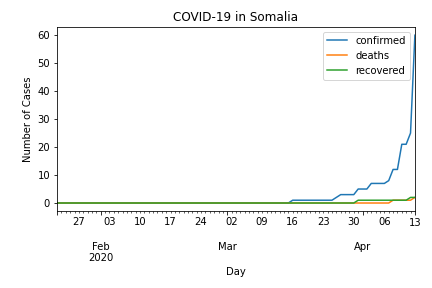 COVID-19 in Somalia
confirmed
deaths
recovered
Number of Cases
60
50
40
30
20
10
0
27 03 10 17 24 02 09 16 23 30 06 13
Feb Mar Apr
2020
Day